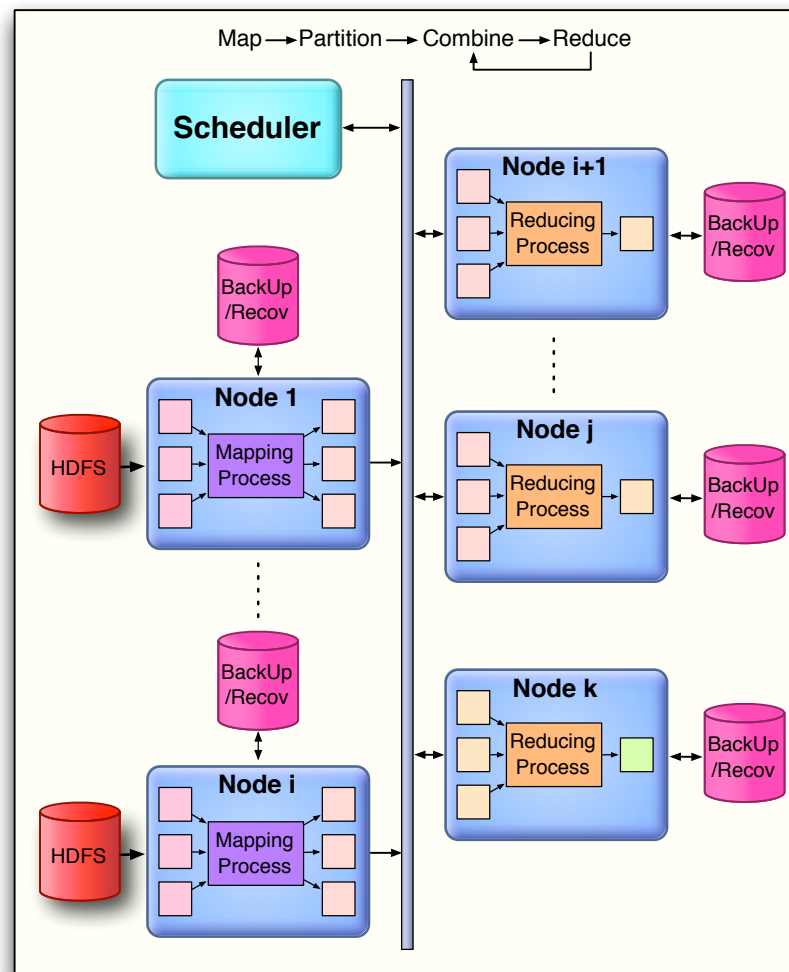 Map Partition Combine Reduce
Scheduler
Node i+1
Reducing
Process
BackUp
/Recov
BackUp
/Recov
Node 1
Mapping
Process
HDFS
Node j
Reducing
Process
BackUp
/Recov
BackUp
/Recov
Node k
Reducing
Process
BackUp
/Recov
Node i
Mapping
Process
HDFS